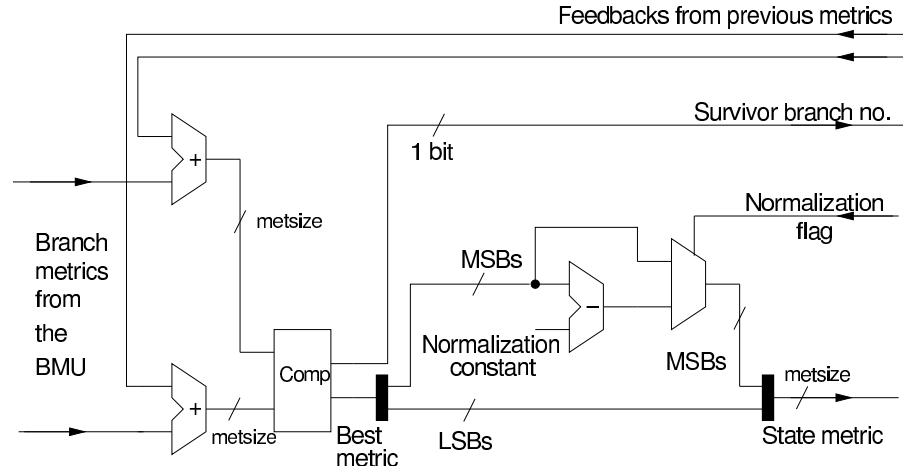 Feedbacks from previous metrics
Survivor branch no.
1 bit
+
metsize
Normalization
flag
Branch
metrics
from
the
BMU
MSBs
−
Normalization
constant
MSBs
Comp
metsize
+
metsize
Best
metric
LSBs
State metric